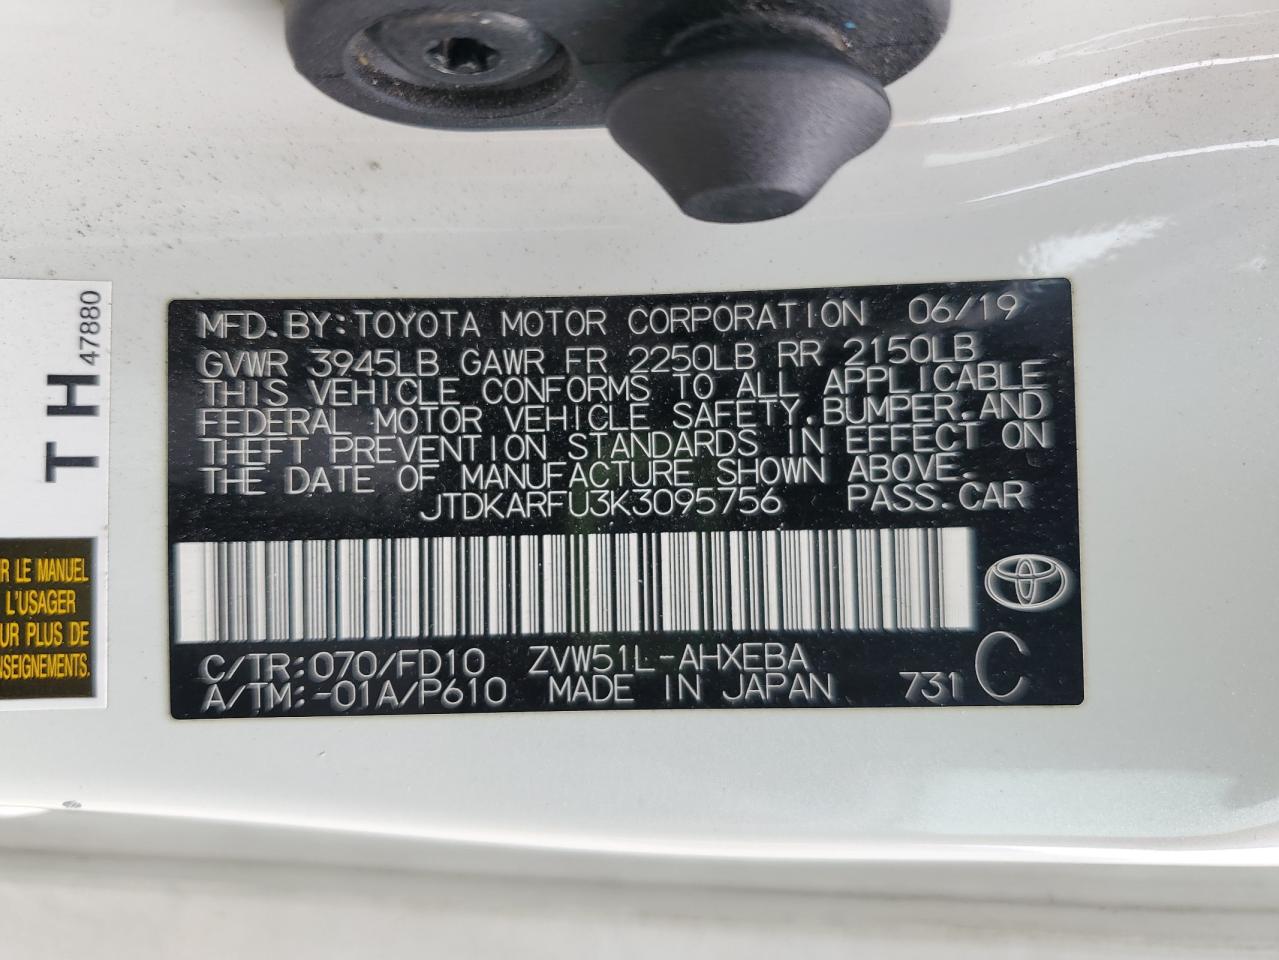 MFD.BY:TOYOTA MOTOR CORPORATION 06/19
GVWR 3945LB GAWR FR 2250LB RR 2150LB
THIS VEHICLE CONFORMS TO ALL APPLICABLE
FEDERAL MOTOR VEHICLE SAFETY,BUMPER,AND
THEFT PREVENTION STANDARDS IN EFFECT ON
THE DATE OF MANUFACTURE SHOWN ABOVE.
JTDKARFU3K3095756 PASS.CAR
C/TR:070/FD10 ZVW51L-AHXEBA
A/TM:-01A/P610 MADE IN JAPAN 731 C
TH 47880
R LE MANUEL
L'USAGER
UR PLUS DE
NSEIGNEMENTS.